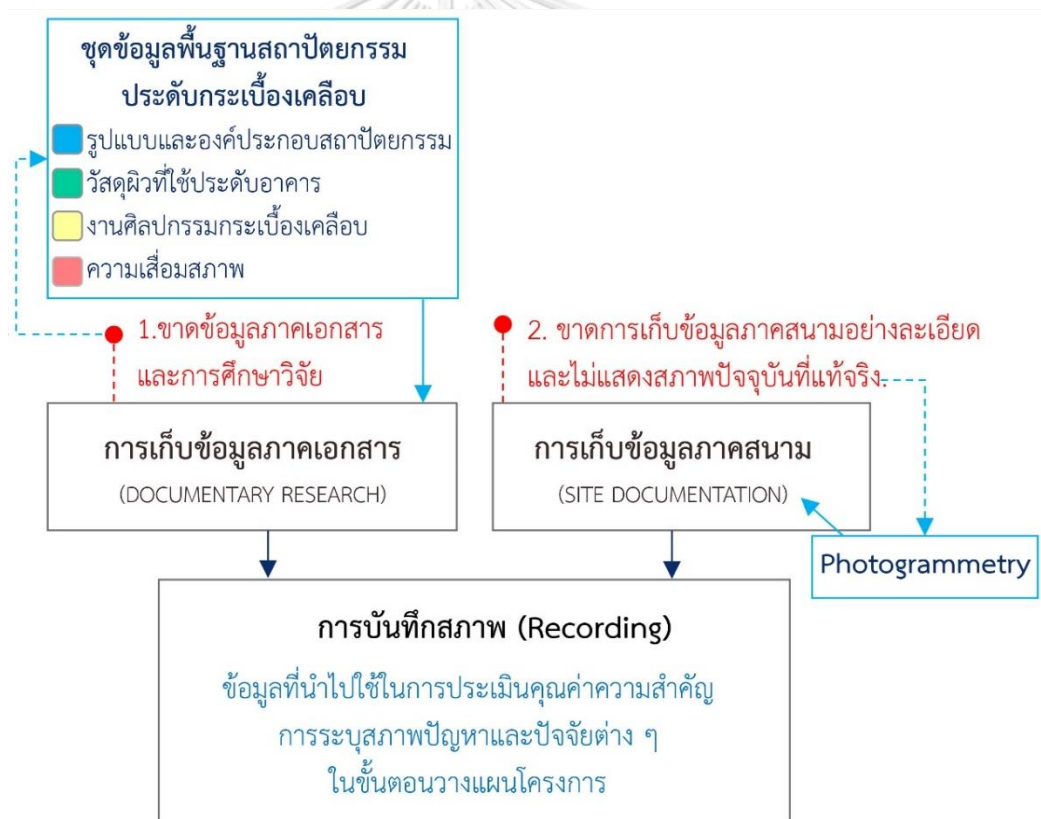 ชุดข้อมูลพื้นฐานสถาปัตยกรรม
ประดับกระเบื้องเคลือบ
รูปแบบและองค์ประกอบสถาปัตยกรรม
วัสดุผิวที่ใช้ประดับอาคาร
งานศิลปกรรมกระเบื้องเคลือบ
ความเสื่อมสภาพ
1.ขาดข้อมูลภาคเอกสาร
และการศึกษาวิจัย
2. ขาดการเก็บข้อมูลภาคสนามอย่างละเอียด
และไม่แสดงสภาพปัจจุบันที่แท้จริง.
การเก็บข้อมูลภาคเอกสาร
(DOCUMENTARY RESEARCH)
การเก็บข้อมูลภาคสนาม
(SITE DOCUMENTATION)
Photogrammetry
การบันทึกสภาพ (Recording)
ข้อมูลที่นำไปใช้ในการประเมินคุณค่าความสำคัญ
การระบุสภาพปัญหาและปัจจัยต่าง ๆ
ในขั้นตอนวางแผนโครงการ